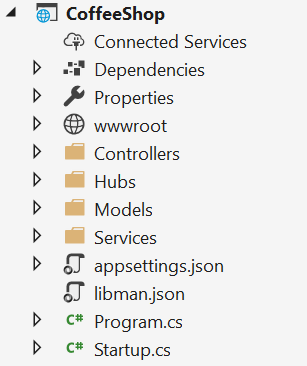 CoffeeShop
Connected Services
Dependencies
Properties
wwwroot
Controllers
Hubs
Models
Services
appsettings.json
libman.json
C# Program.cs
C# Startup.cs